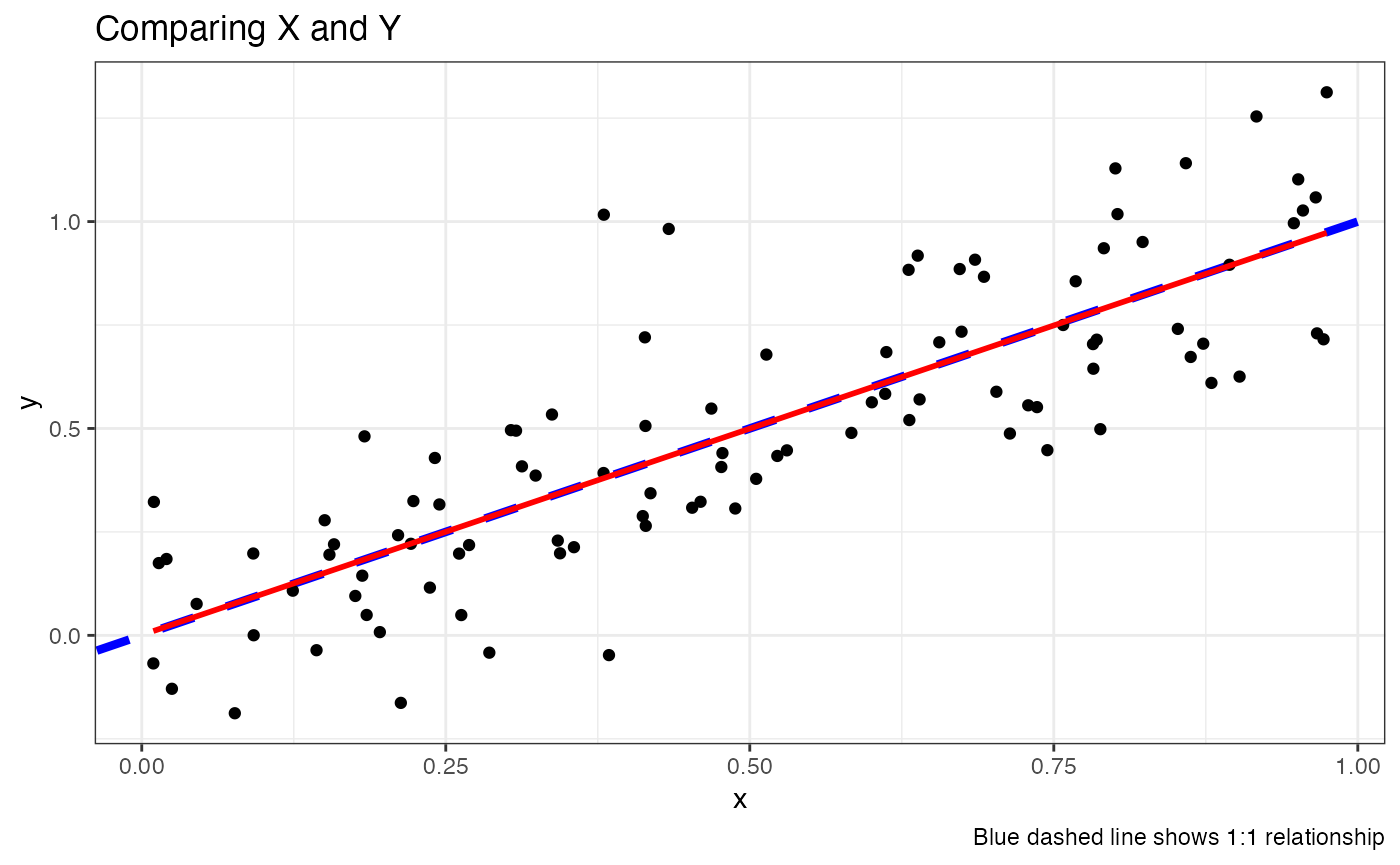 Comparing X and Y
1.0
0.5
0.0
y
0.00 0.25 0.50 0.75 1.00
x
Blue dashed line shows 1:1 relationship